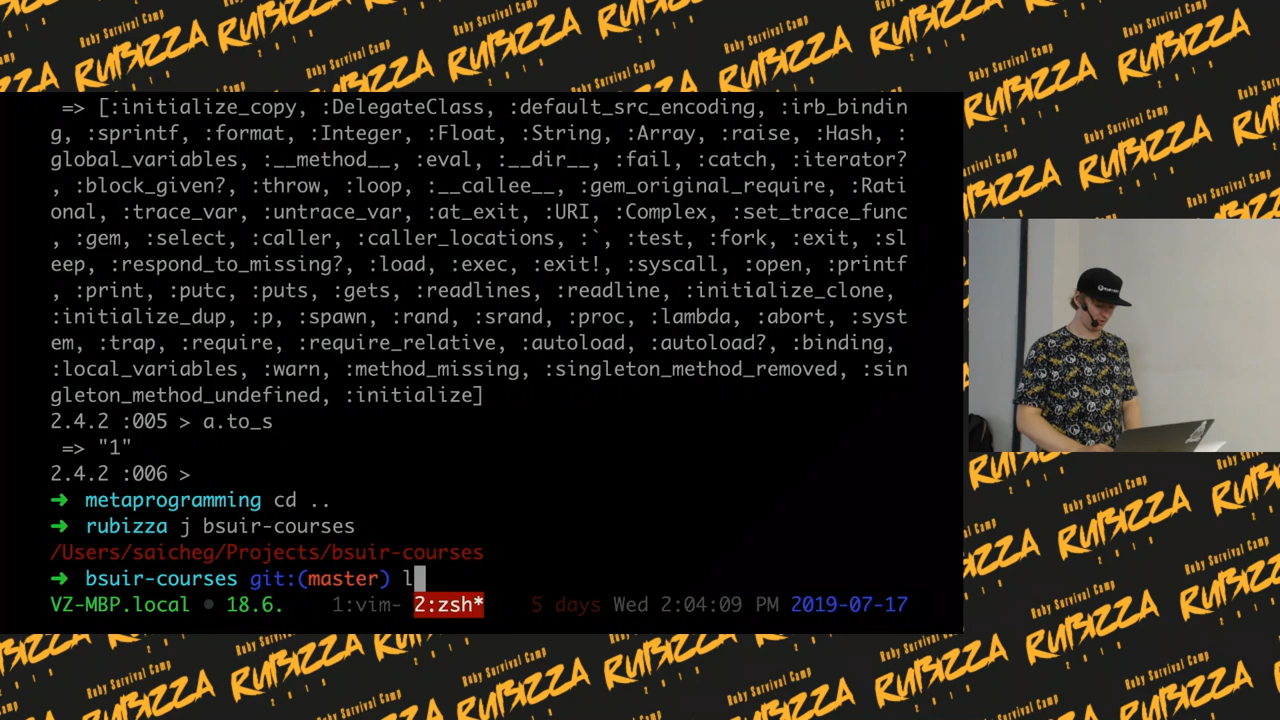 Ruby Survival Camp
RUBIZZA
2019
=> [:initialize_copy, :DelegateClass, :default_src_encoding, :irb_bindin
g, :sprintf, :format, :Integer, :Float, :String, :Array, :raise, :Hash, :
global_variables, :__method__, :eval, :__dir__, :fail, :catch, :iterator?
, :block_given?, :throw, :loop, :__callee__, :gem_original_require, :Rati
onal, :trace_var, :untrace_var, :at_exit, :URI, :Complex, :set_trace_func
, :gem, :select, :caller, :caller_locations, :`, :test, :fork, :exit, :sl
eep, :respond_to_missing?, :load, :exec, :exit!, :syscall, :open, :printf
, :print, :putc, :puts, :gets, :readlines, :readline, :initialize_clone,
:initialize_dup, :p, :spawn, :rand, :srand, :proc, :lambda, :abort, :syst
em, :trap, :require, :require_relative, :autoload, :autoload?, :binding,
:local_variables, :warn, :method_missing, :singleton_method_removed, :sin
gleton_method_undefined, :initialize]
2.4.2 :005 > a.to_s
=> "1"
2.4.2 :006 >
➜ metaprogramming cd ..
➜ rubizza j bsuir-courses
/Users/saicheg/Projects/bsuir-courses
➜ bsuir-courses git:(master) l
VZ-MBP.local • 18.6. 1:vim- 2:zsh* 5 days Wed 2:04:09 PM 2019-07-17